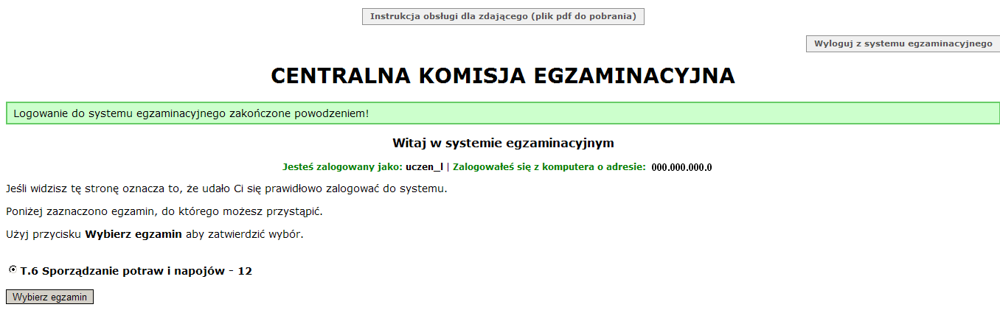 Instrukcja obsługi dla zdającego (plik pdf do pobrania)
Wyloguj z systemu egzaminacyjnego
CENTRALNA KOMISJA EGZAMINACYJNA
Logowanie do systemu egzaminacyjnego zakończone powodzeniem!
Witaj w systemie egzaminacyjnym
Jesteś zalogowany jako: uczen_l | Zalogowałeś się z komputera o adresie: 000.000.000.0
Jeśli widzisz tę stronę oznacza to, że udało Ci się prawidłowo zalogować do systemu.
Poniżej zaznaczono egzamin, do którego możesz przystąpić.
Użyj przycisku Wybierz egzamin aby zatwierdzić wybór.
T.6 Sporządzanie potraw i napojów - 12
Wybierz egzamin